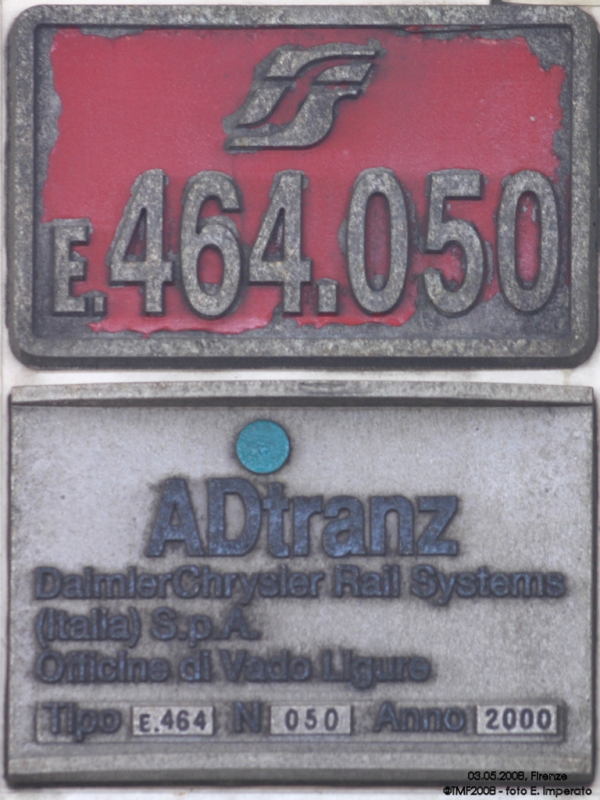 E.464.050
ADtranz
DaimlerChrysler Rail Systems
(Italia) S.p.A.
Officine di Vado Ligure
Tipo E.464 N 050 Anno 2000
03.05.2008, Firenze
©TMF2008 - foto E. Imperato